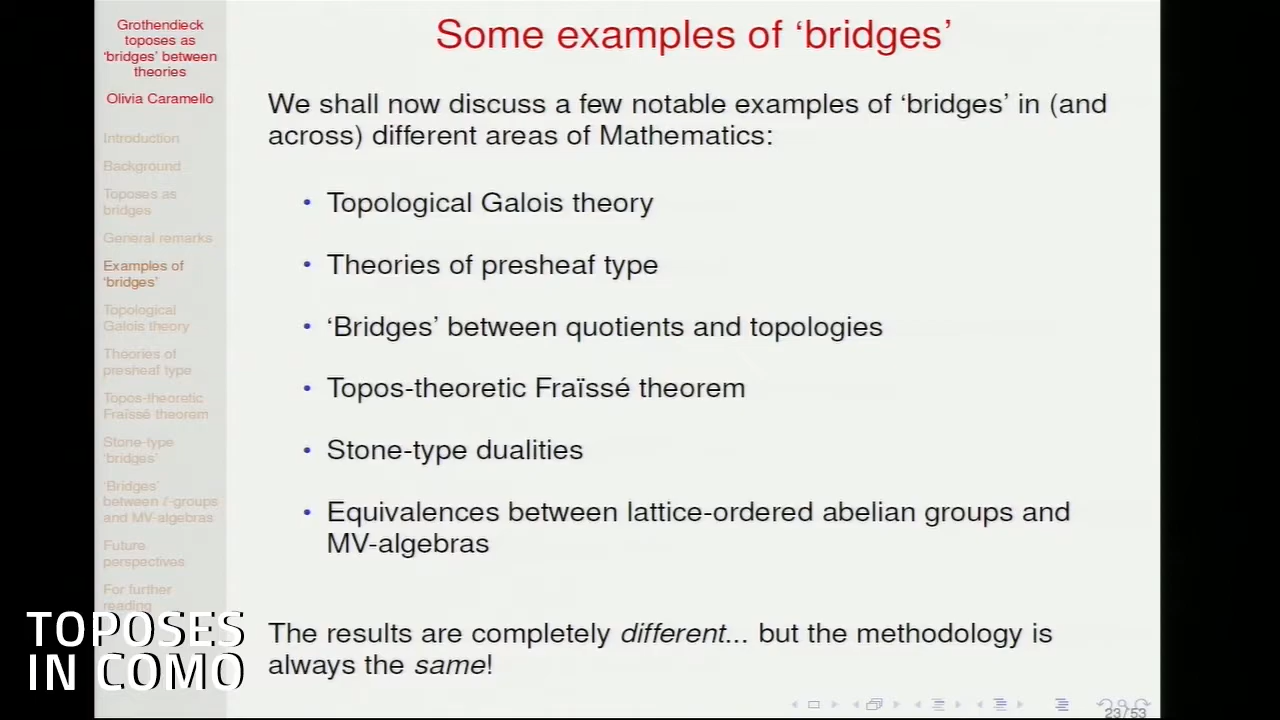 Grothendieck
toposes as
‘bridges’ between
theories
Olivia Caramello
Introduction
Background
Toposes as
bridges
General remarks
Examples of
‘bridges’
Topological
Galois theory
Theories of
presheaf type
Topos-theoretic
Fraïssé theorem
Stone-type
‘bridges’
‘Bridges’
between ℓ-groups
and MV-algebras
Future
perspectives
For further
reading
Some examples of ‘bridges’
We shall now discuss a few notable examples of ‘bridges’ in (and
across) different areas of Mathematics:
• Topological Galois theory
• Theories of presheaf type
• ‘Bridges’ between quotients and topologies
• Topos-theoretic Fraïssé theorem
• Stone-type dualities
• Equivalences between lattice-ordered abelian groups and
MV-algebras
The results are completely different... but the methodology is
always the same!
23/53
TOPOSES
IN COMO